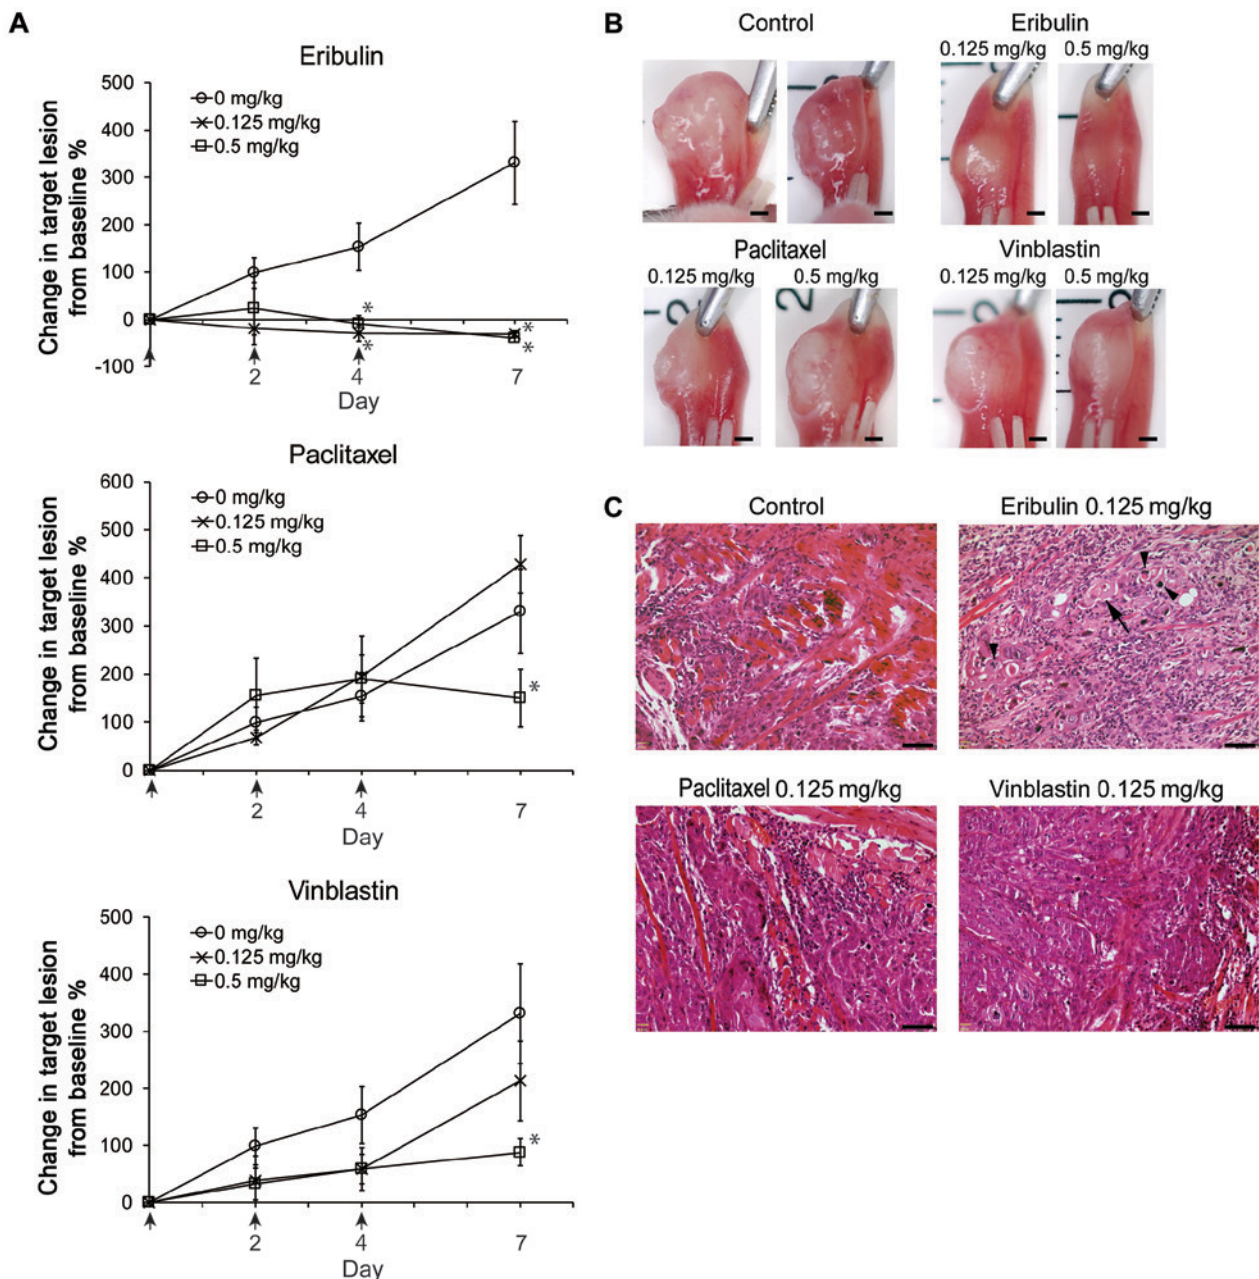 A
Eribulin
Change in target lesion
from baseline %
500
400
300
200
100
0
-100
0 mg/kg
0.125 mg/kg
0.5 mg/kg
*
*
*
*
2
4
7
Day
Paclitaxel
Change in target lesion
from baseline %
600
500
400
300
200
100
0
0 mg/kg
0.125 mg/kg
0.5 mg/kg
*
2
4
7
Day
Vinblastin
Change in target lesion
from baseline %
500
400
300
200
100
0
0 mg/kg
0.125 mg/kg
0.5 mg/kg
*
2
4
7
Day
B
Control
Eribulin
0.125 mg/kg
0.5 mg/kg
Paclitaxel
0.125 mg/kg
0.5 mg/kg
2
Vinblastin
0.125 mg/kg
0.5 mg/kg
C
Control
Eribulin 0.125 mg/kg
Paclitaxel 0.125 mg/kg
Vinblastin 0.125 mg/kg